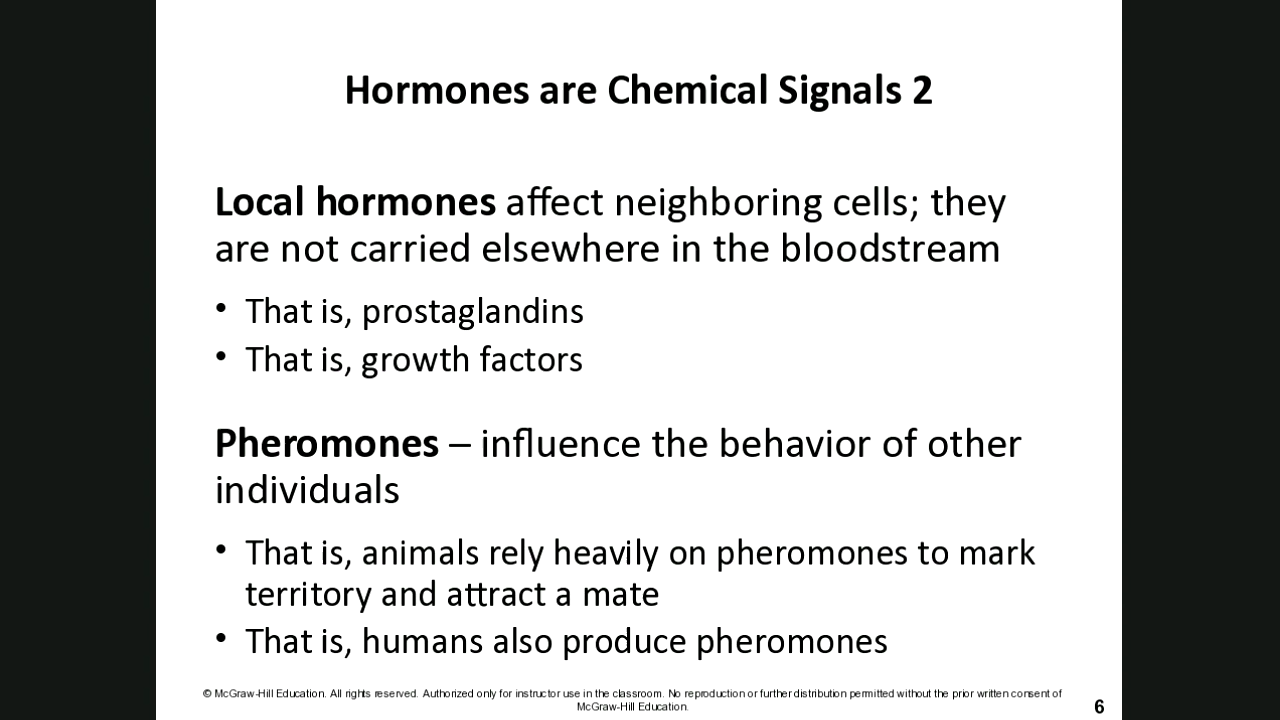 Hormones are Chemical Signals 2
Local hormones affect neighboring cells; they
are not carried elsewhere in the bloodstream
• That is, prostaglandins
• That is, growth factors
Pheromones – influence the behavior of other
individuals
• That is, animals rely heavily on pheromones to mark
territory and attract a mate
• That is, humans also produce pheromones
© McGraw-Hill Education. All rights reserved. Authorized only for instructor use in the classroom. No reproduction or further distribution permitted without the prior written consent of
McGraw-Hill Education.
6